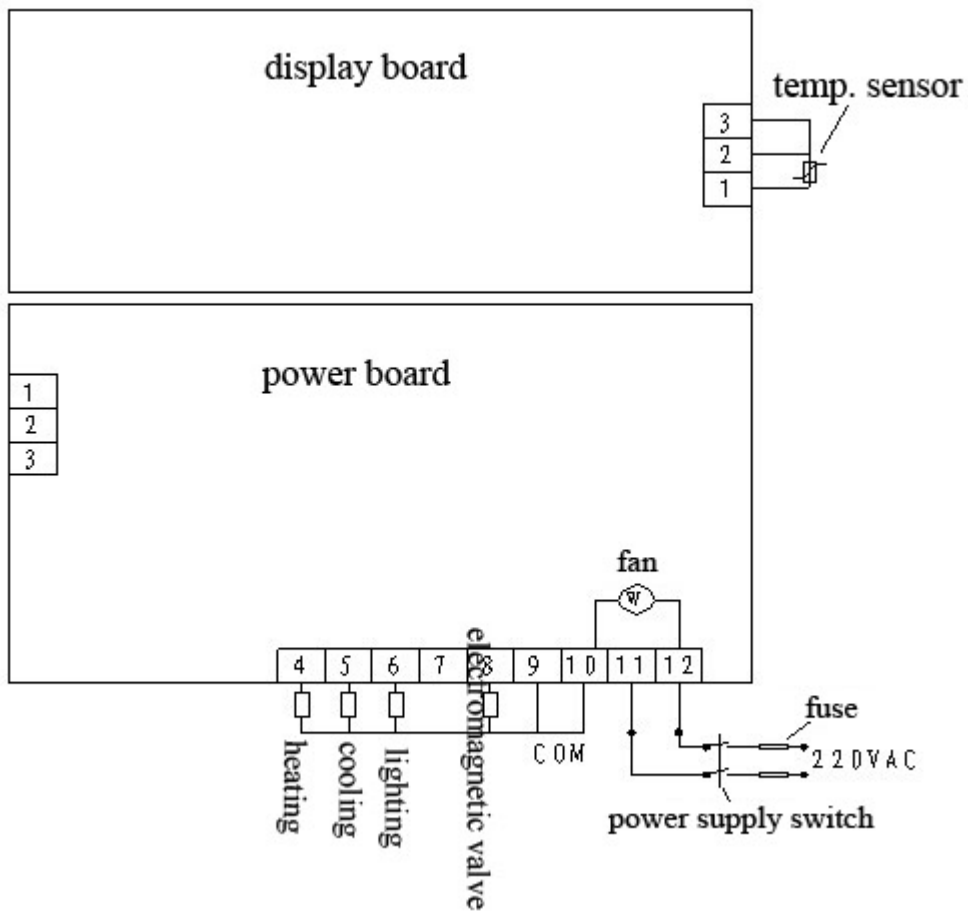 display board
temp. sensor
3
2
1
power board
1
2
3
fan
4 5 6 7 8 9 10 11 12
heating
cooling
lighting
electromagnetic valve
COM
fuse
220VAC
power supply switch